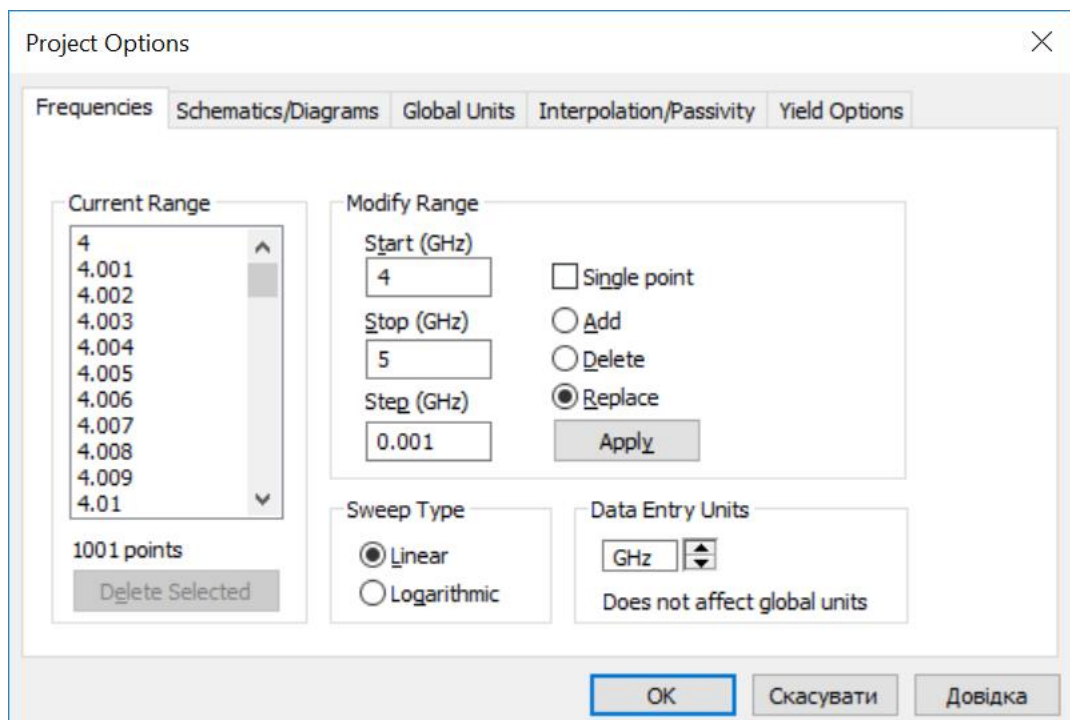 Project Options
Frequencies Schematics/Diagrams Global Units Interpolation/Passivity Yield Options
Current Range
4
4.001
4.002
4.003
4.004
4.005
4.006
4.007
4.008
4.009
4.01
1001 points
Delete Selected
Modify Range
Start (GHz)
4
Stop (GHz)
5
Step (GHz)
0.001
Single point
Add
Delete
Replace
Apply
Sweep Type
Linear
Logarithmic
Data Entry Units
GHz
Does not affect global units
OK Скасувати Довідка